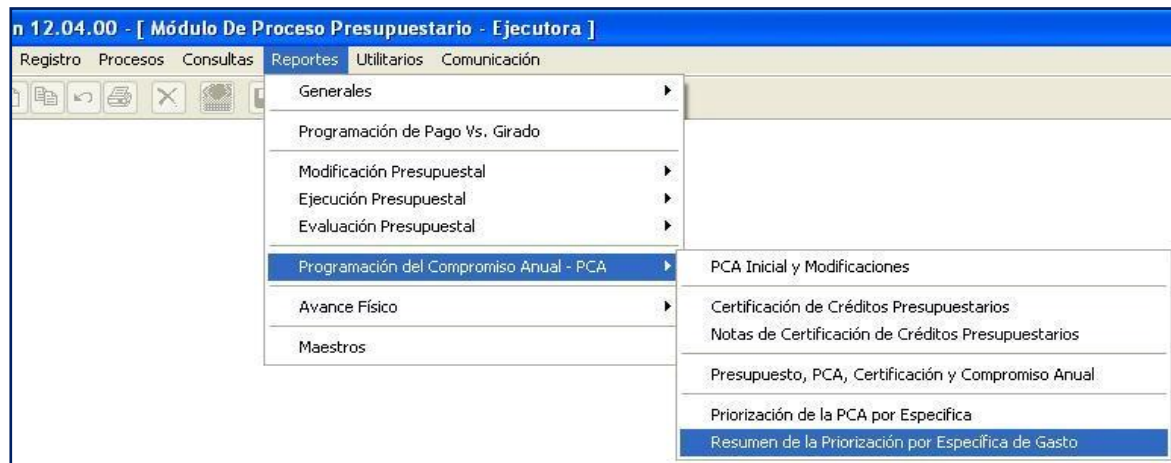 n 12.04.00 - [ Módulo De Proceso Presupuestario - Ejecutora ]
Registro Procesos Consultas Reportes Utilitarios Comunicación
Generales
Programación de Pago Vs. Girado
Modificación Presupuestal
Ejecución Presupuestal
Evaluación Presupuestal
Programación del Compromiso Anual - PCA
Avance Físico
Maestros
PCA Inicial y Modificaciones
Certificación de Créditos Presupuestarios
Notas de Certificación de Créditos Presupuestarios
Presupuesto, PCA, Certificación y Compromiso Anual
Priorización de la PCA por Especifica
Resumen de la Priorización por Específica de Gasto